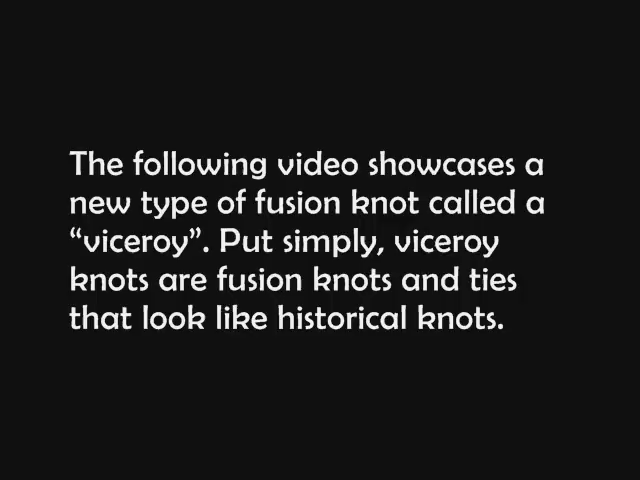 The following video showcases a
new type of fusion knot called a
“viceroy”. Put simply, viceroy
knots are fusion knots and ties
that look like historical knots.